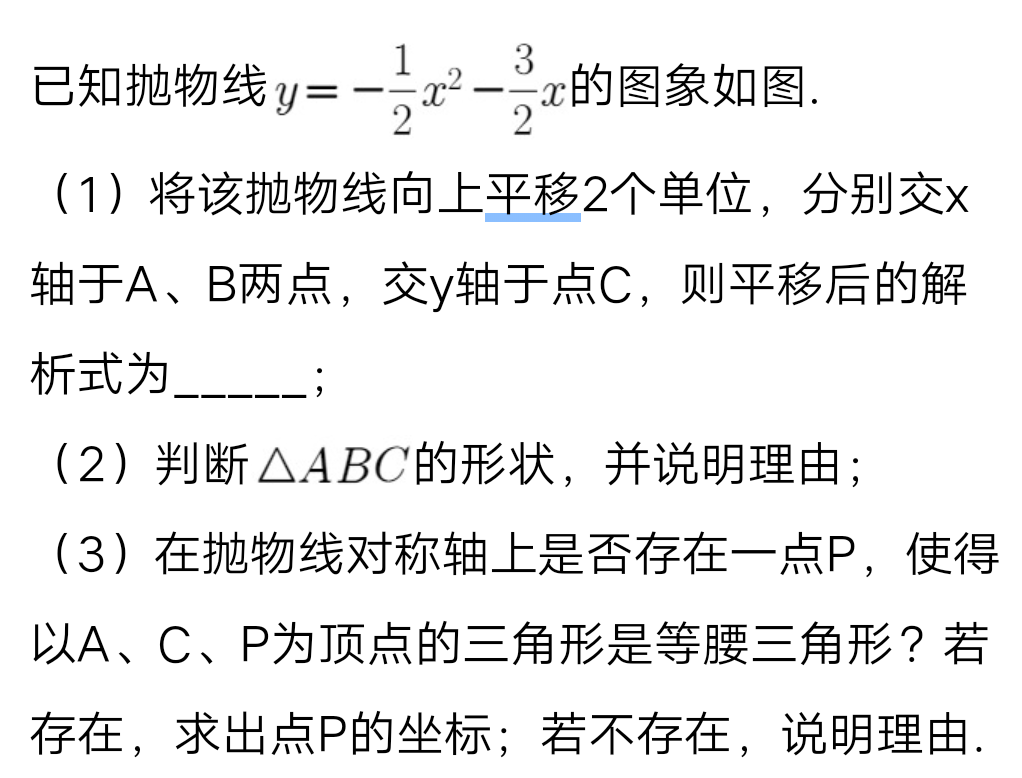 已知抛物线 $y=-\frac{1}{2}x^2-\frac{3}{2}x$ 的图象如图.
（1）将该抛物线向上平移2个单位，分别交x
轴于A、B两点，交y轴于点C，则平移后的解
析式为_____；
（2）判断△ABC的形状，并说明理由；
（3）在抛物线对称轴上是否存在一点P，使得
以A、C、P为顶点的三角形是等腰三角形？若
存在，求出点P的坐标；若不存在，说明理由.